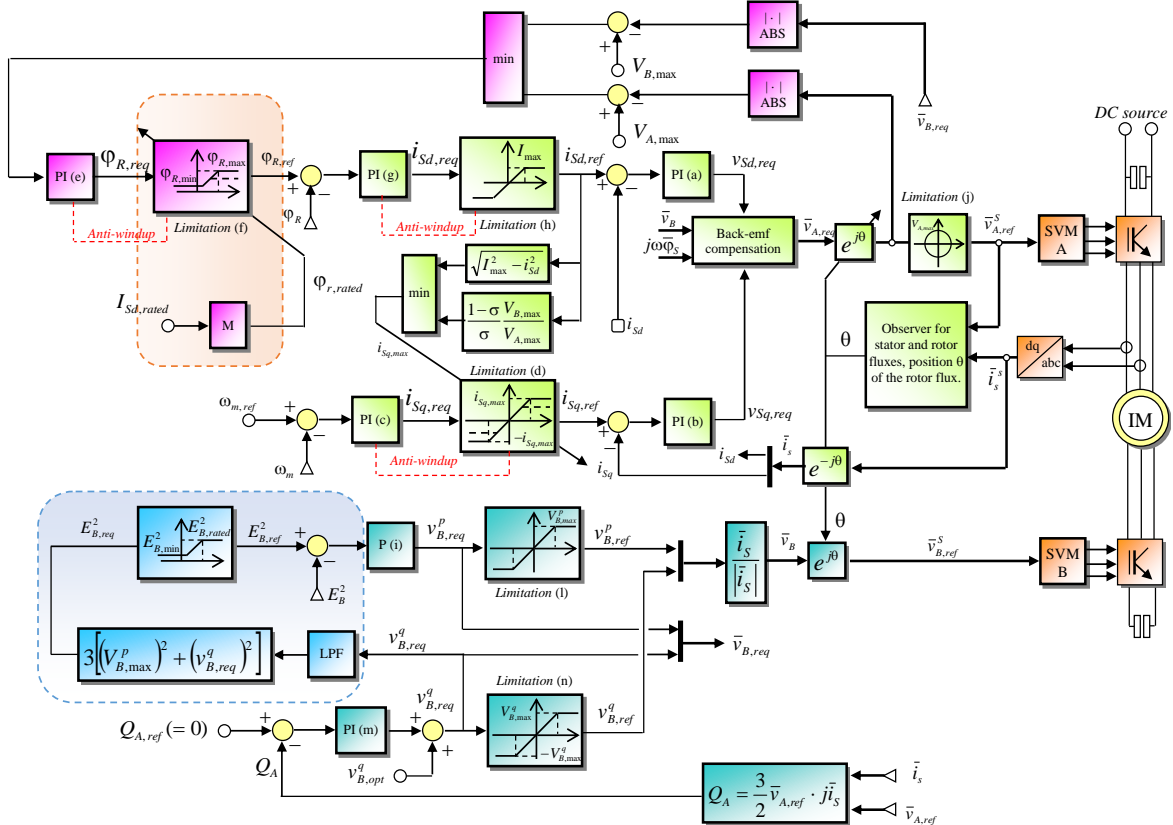 | · |
ABS
min
V_{B,max}
| · |
ABS
V_{A,max}
v̄_{B,req}
DC source
φ_{R,req}
φ_{R,max}
φ_{R,min}
φ_{R,ref}
i_{Sd,req}
I_{max}
i_{Sd,ref}
v_{Sd,req}
PI (e)
PI (g)
PI (a)
Limitation (j)
φ_R
Anti-windup
Limitation (f)
Anti-windup
Limitation (h)
v̄_B
jωφ̄_S
Back-emf
compensation
v̄_{A,req}
e^{jθ}
V_{A,max}
v̄^S_{A,ref}
SVM
A
√(I²_{max} − i²_{Sd})
φ_{r,rated}
I_{Sd,rated}
M
min
(1−σ)/σ V_{B,max}/V_{A,max}
i_{Sd}
i_{Sq,max}
θ
Observer for
stator and rotor
fluxes, position θ
of the rotor flux.
ī_s^s
dq
abc
Limitation (d)
ω_{m,ref}
PI (c)
i_{Sq,req}
i_{Sq,max}
−i_{Sq,max}
i_{Sq,ref}
PI (b)
v_{Sq,req}
IM
ω_m
Anti-windup
i_{Sq}
i_{Sd}
ī_s
e^{−jθ}
θ
E²_{B,req}
E²_{B,min}
E²_{B,rated}
E²_{B,ref}
E²_B
P (i)
v^p_{B,req}
V^p_{B,max}
v^p_{B,ref}
Limitation (l)
ī_S
|ī_S|
v̄_B
e^{jθ}
v̄^S_{B,ref}
SVM
B
3[(V^p_{B,max})² + (v^q_{B,req})²]
LPF
v^q_{B,req}
v̄_{B,req}
Limitation (n)
v^q_{B,req}
V^q_{B,max}
−V^q_{B,max}
v^q_{B,ref}
Q_{A,ref} (= 0)
PI (m)
Q_A
v^q_{B,opt}
Q_A = 3/2 v̄_{A,ref} · jī_S
ī_s
v̄_{A,ref}